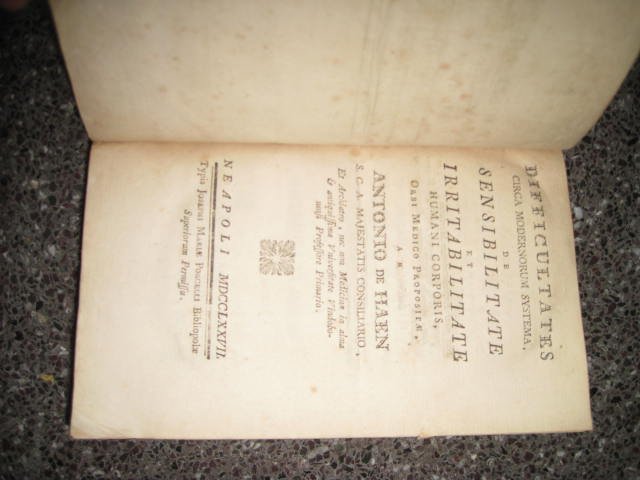 DIFFICULTATES
CIRCA MODERNORUM SYSTEMA,
DE
SENSIBILITATE
ET
IRRITABILITATE
HUMANI CORPORIS,
ORBI MEDICO PROPOSITÆ,
AB
ANTONIO DE HAEN
S. C. A. MAJESTATIS CONSILIARIO,
Et Archiatro, nec non Medicinæ in alma
& antiquissima Universitate Vindobo-
nensi Professore Primario.
NEAPOLI MDCCLXXVII.
Typis JOSEPHI MARIÆ PORCELLI Bibliopolæ
Superiorum Permissu.